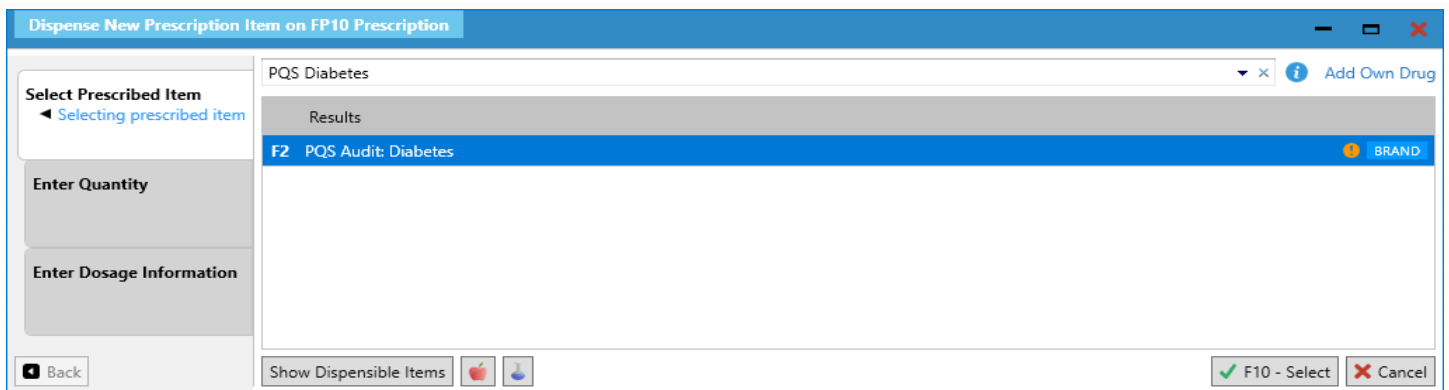 Dispense New Prescription Item on FP10 Prescription
Select Prescribed Item
Selecting prescribed item
Enter Quantity
Enter Dosage Information
Back
PQS Diabetes
Add Own Drug
Results
F2 PQS Audit: Diabetes BRAND
Show Dispensible Items
F10 - Select
Cancel